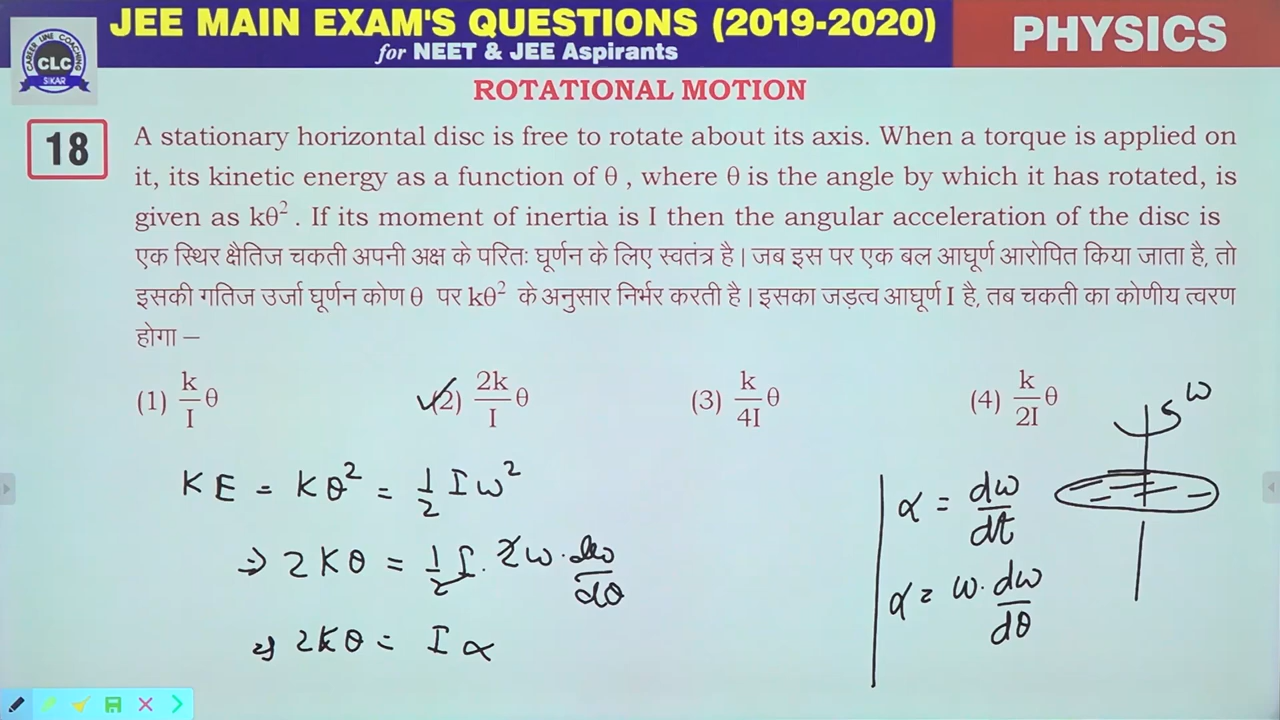 JEE MAIN EXAM'S QUESTIONS (2019-2020)
for NEET & JEE Aspirants
PHYSICS
CAREER LINE COACHING
CLC
SIKAR
ROTATIONAL MOTION
18
A stationary horizontal disc is free to rotate about its axis. When a torque is applied on
it, its kinetic energy as a function of θ , where θ is the angle by which it has rotated, is
given as kθ² . If its moment of inertia is I then the angular acceleration of the disc is
एक स्थिर क्षैतिज चकती अपनी अक्ष के परितः घूर्णन के लिए स्वतंत्र है। जब इस पर एक बल आघूर्ण आरोपित किया जाता है, तो
इसकी गतिज उर्जा घूर्णन कोण θ पर kθ² के अनुसार निर्भर करती है। इसका जड़त्व आघूर्ण I है, तब चकती का कोणीय त्वरण
होगा –
(1) k/I θ (2) 2k/I θ (3) k/4I θ (4) k/2I θ
ω
KE = Kθ² = 1/2 I ω²
⇒ 2Kθ = 1/2 I. 2ω. dω/dθ
⇒ 2Kθ = I α
α = dω/dt
α = ω. dω/dθ